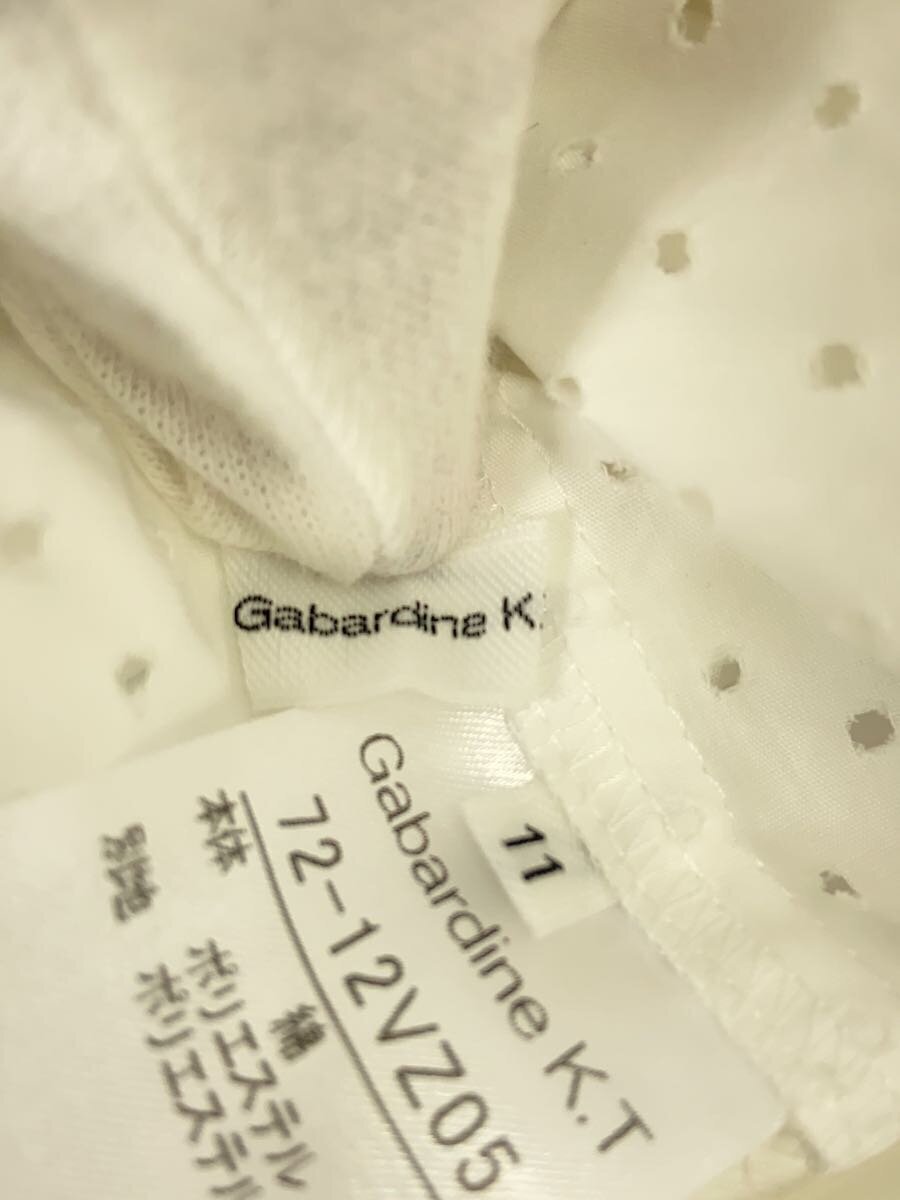 Gabardine K.
11
Gabardine K.T
72-12VZ05
本体 綿
ポリエステル
別地 ポリエステル